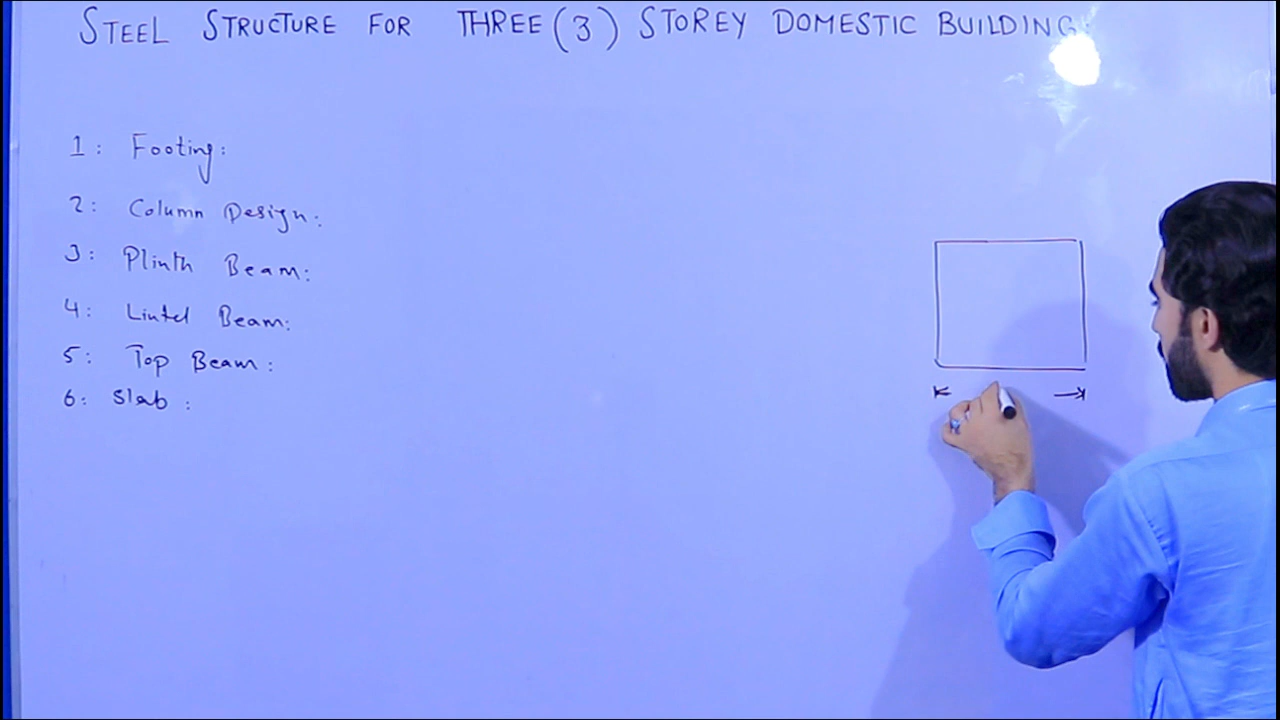 STEEL STRUCTURE FOR THREE (3) STOREY DOMESTIC BUILDING:
1: Footing:
2: Column Design:
3: Plinth Beam:
4: Lintel Beam:
5: Top Beam:
6: Slab: